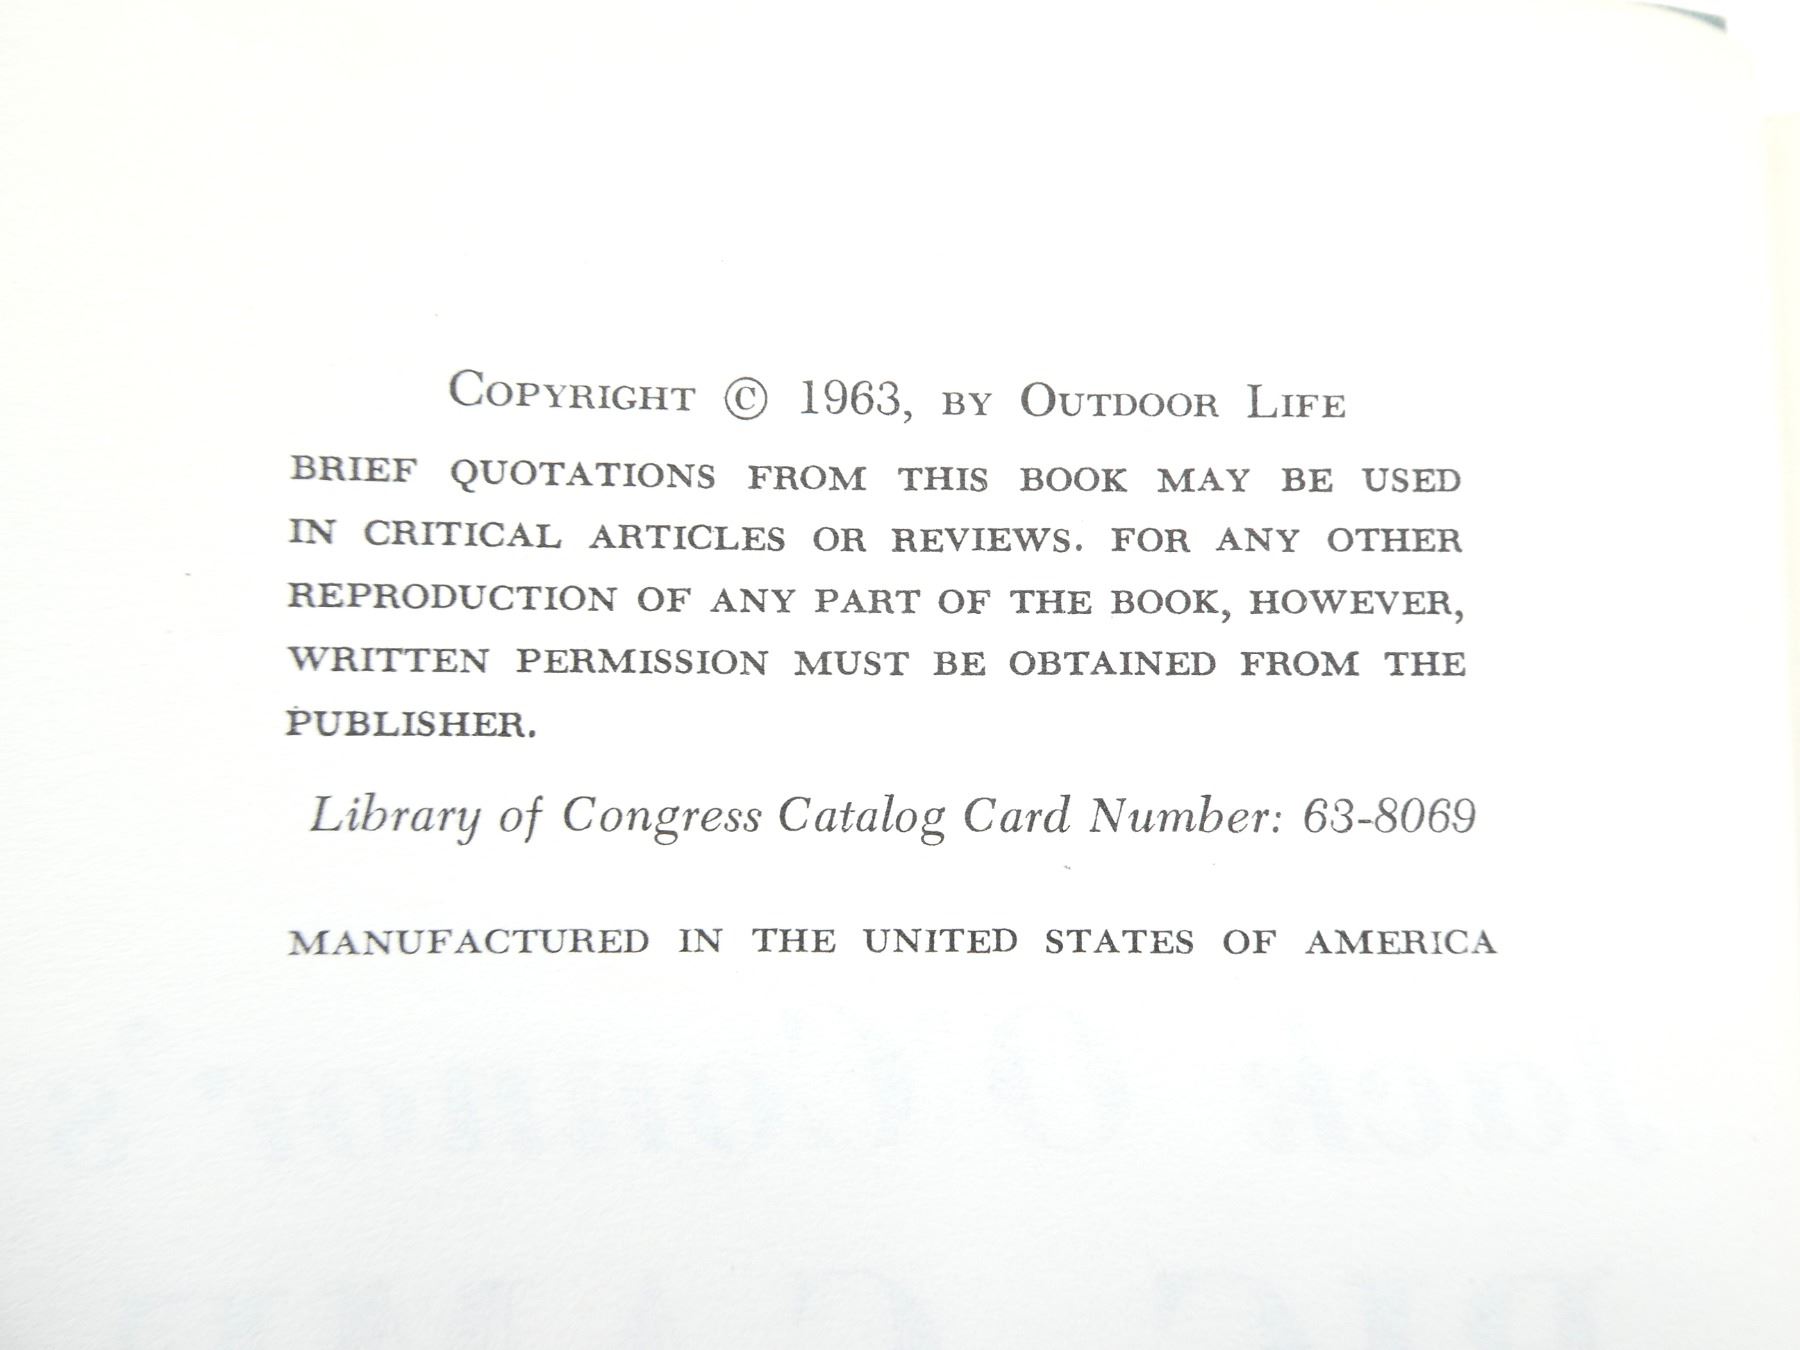 Copyright © 1963, by Outdoor Life
BRIEF QUOTATIONS FROM THIS BOOK MAY BE USED
IN CRITICAL ARTICLES OR REVIEWS. FOR ANY OTHER
REPRODUCTION OF ANY PART OF THE BOOK, HOWEVER,
WRITTEN PERMISSION MUST BE OBTAINED FROM THE
PUBLISHER.
Library of Congress Catalog Card Number: 63-8069
MANUFACTURED IN THE UNITED STATES OF AMERICA